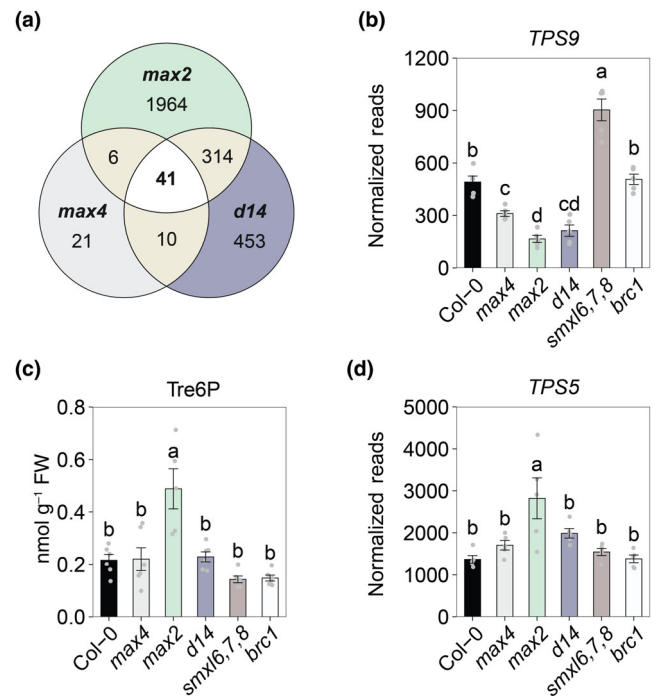 (a)
max2
1964
6
314
41
max4
21
10
d14
453
(b)
TPS9
Normalized reads
1200
900
600
300
0
b
c
d
cd
a
b
Col–0
max4
max2
d14
smxl6,7,8
brc1
(c)
Tre6P
nmol g⁻¹ FW
0.8
0.6
0.4
0.2
0.0
b
b
a
b
b
b
Col–0
max4
max2
d14
smxl6,7,8
brc1
(d)
TPS5
Normalized reads
5000
4000
3000
2000
1000
0
b
b
a
b
b
b
Col–0
max4
max2
d14
smxl6,7,8
brc1